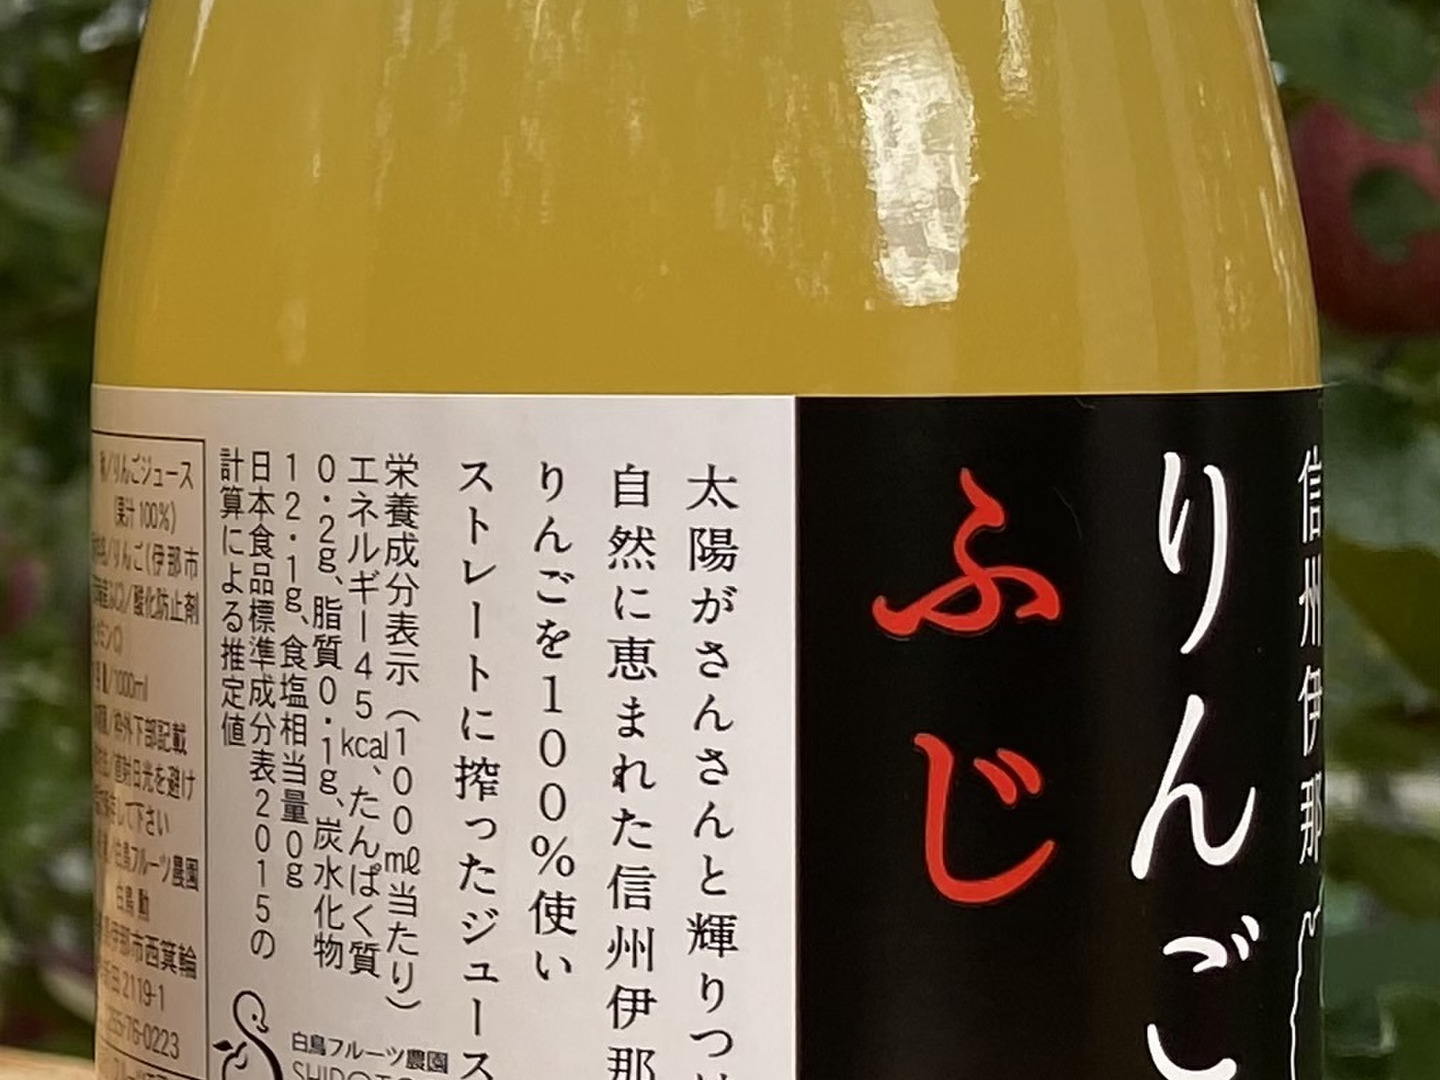 信州伊那
りんご
ふじ
太陽がさんさんと輝りつけ
自然に恵まれた信州伊那
りんごを100%使い
ストレートに搾ったジュース
栄養成分表示(100mℓ当たり)
エネルギー45kcal、たんぱく質
0.2g、脂質0.1g、炭水化物
12.1g、食塩相当量0g
日本食品標準成分表2015の
計算による推定値
白鳥フルーツ農園
/りんごジュース
(果汁100%)
/りんご(伊那市
/酸化防止剤
/1000ml
/枠外下部記載
/直射日光を避け
して下さい
/白鳥フルーツ農園
白鳥 勲
伊那市西箕輪
2119-1
76-0223